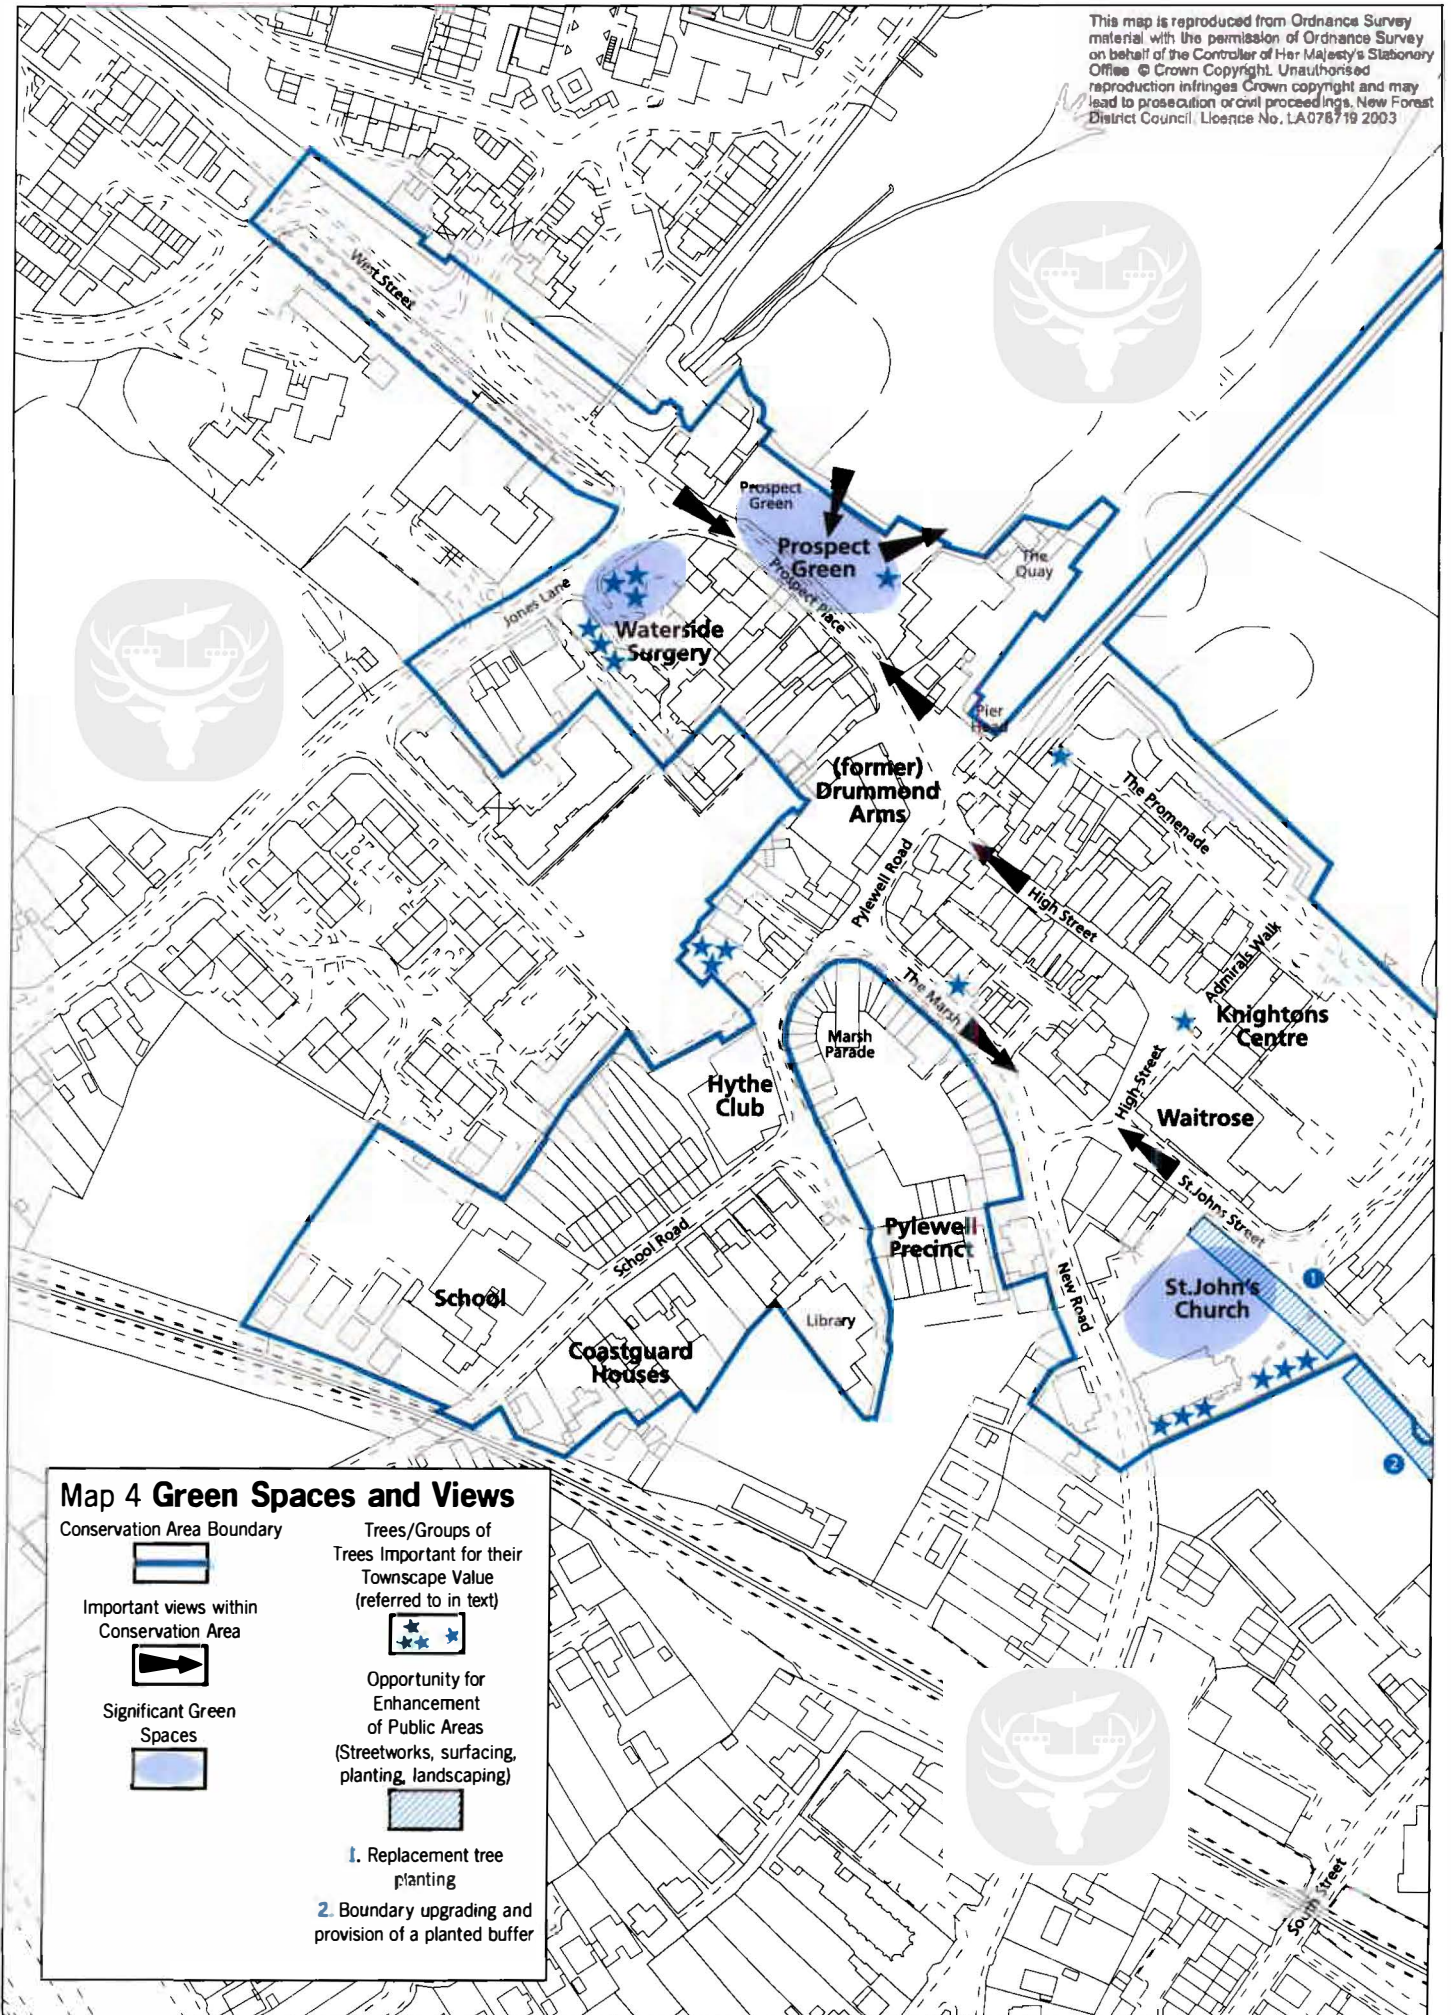 This map is reproduced from Ordnance Survey
material with the permission of Ordnance Survey
on behalf of the Controller of Her Majesty's Stationery
Office © Crown Copyright. Unauthorised
reproduction infringes Crown copyright and may
lead to prosecution or civil proceedings. New Forest
District Council. Licence No. LA078719 2003
West Street
Prospect
Green
Prospect
Green
Prospect Place
The
Quay
Jones Lane
Waterside
Surgery
Pier
Head
(former)
Drummond
Arms
The Promenade
Pylewell Road
High Street
Admirals Walk
The Marsh
Knightons
Centre
Marsh
Parade
Hythe
Club
High Street
Waitrose
St.Johns Street
School Road
Pylewell
Precinct
New Road
St.John's
Church
1
School
Library
Coastguard
Houses
2
Map 4 Green Spaces and Views
Conservation Area Boundary
Important views within
Conservation Area
Significant Green
Spaces
Trees/Groups of
Trees Important for their
Townscape Value
(referred to in text)
Opportunity for
Enhancement
of Public Areas
(Streetworks, surfacing,
planting, landscaping)
1. Replacement tree
planting
2. Boundary upgrading and
provision of a planted buffer
South Street